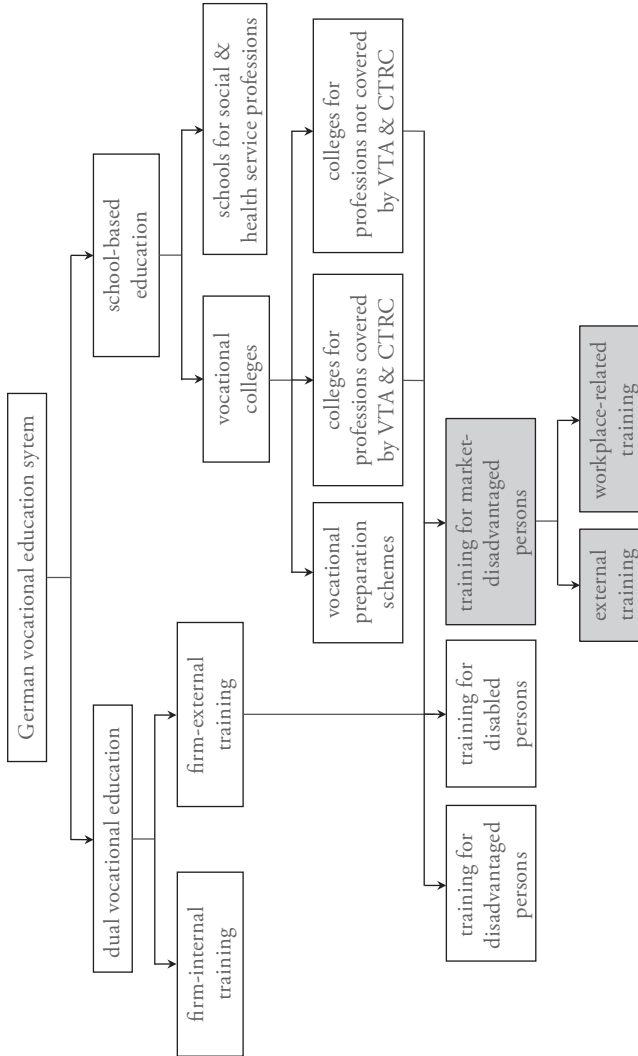 German vocational education sytem
dual vocational education
school-based
education
firm-internal
training
firm-external
training
vocational
colleges
schools for social &
health service professions
vocational
preparation
schemes
colleges for
professions covered
by VTA & CTRC
colleges for
professions not covered
by VTA & CTRC
training for
disadvantaged
persons
training for
disabled
persons
training for market-
disadvantaged
persons
external
training
workplace-related
training